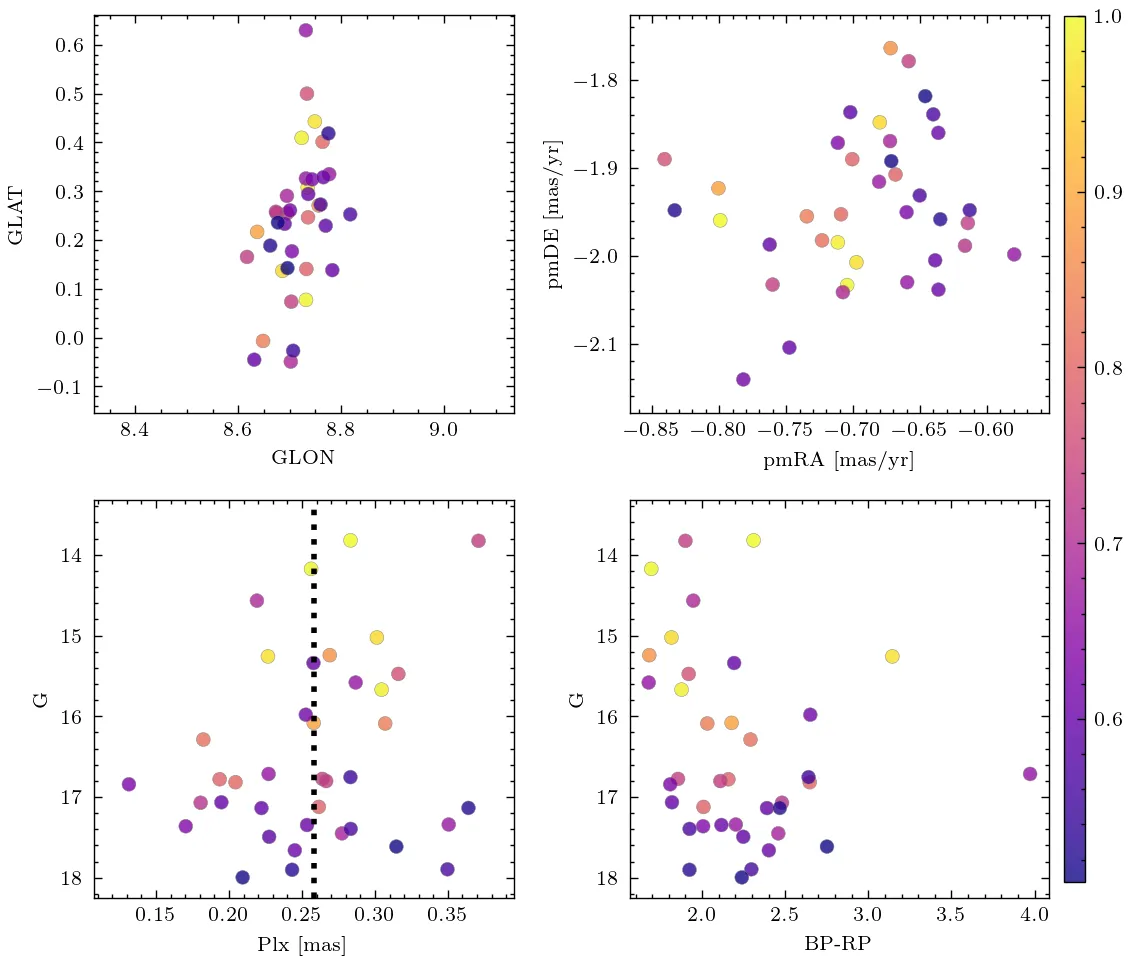 0.6
0.5
0.4
0.3
0.2
0.1
0.0
−0.1
GLAT
8.4 8.6 8.8 9.0
GLON
−1.8
−1.9
−2.0
−2.1
pmDE [mas/yr]
−0.85 −0.80 −0.75 −0.70 −0.65 −0.60
pmRA [mas/yr]
14
15
16
17
18
G
0.15 0.20 0.25 0.30 0.35
Plx [mas]
14
15
16
17
18
G
2.0 2.5 3.0 3.5 4.0
BP-RP
1.0
0.9
0.8
0.7
0.6